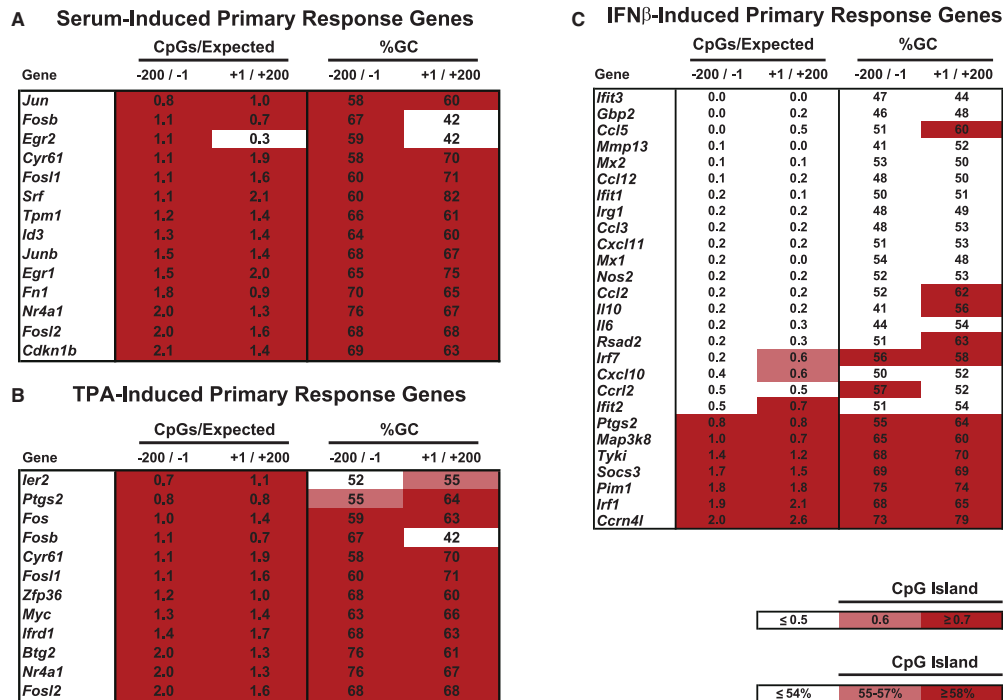 A Serum-Induced Primary Response Genes
CpGs/Expected %GC
Gene -200 / -1 +1 / +200 -200 / -1 +1 / +200
Jun 0.8 1.0 58 60
Fosb 1.1 0.7 67 42
Egr2 1.1 0.3 59 42
Cyr61 1.1 1.9 58 70
Fosl1 1.1 1.6 60 71
Srf 1.1 2.1 60 82
Tpm1 1.2 1.4 66 61
Id3 1.3 1.4 64 60
Junb 1.5 1.4 68 67
Egr1 1.5 2.0 65 75
Fn1 1.8 0.9 70 65
Nr4a1 2.0 1.3 76 67
Fosl2 2.0 1.6 68 68
Cdkn1b 2.1 1.4 69 63
B TPA-Induced Primary Response Genes
CpGs/Expected %GC
Gene -200 / -1 +1 / +200 -200 / -1 +1 / +200
Ier2 0.7 1.1 52 55
Ptgs2 0.8 0.8 55 64
Fos 1.0 1.4 59 63
Fosb 1.1 0.7 67 42
Cyr61 1.1 1.9 58 70
Fosl1 1.1 1.6 60 71
Zfp36 1.2 1.0 68 60
Myc 1.3 1.4 63 66
Ifrd1 1.4 1.7 68 63
Btg2 2.0 1.3 76 61
Nr4a1 2.0 1.3 76 67
Fosl2 2.0 1.6 68 68
C IFNβ-Induced Primary Response Genes
CpGs/Expected %GC
Gene -200 / -1 +1 / +200 -200 / -1 +1 / +200
Ifit3 0.0 0.0 47 44
Gbp2 0.0 0.2 46 48
Ccl5 0.0 0.5 51 60
Mmp13 0.1 0.0 41 52
Mx2 0.1 0.1 53 50
Ccl12 0.1 0.2 48 50
Ifit1 0.2 0.1 50 51
Irg1 0.2 0.2 48 49
Ccl3 0.2 0.2 48 53
Cxcl11 0.2 0.2 51 53
Mx1 0.2 0.0 54 48
Nos2 0.2 0.2 52 53
Ccl2 0.2 0.2 52 62
Il10 0.2 0.2 41 56
Il6 0.2 0.3 44 54
Rsad2 0.2 0.3 51 63
Irf7 0.2 0.6 56 58
Cxcl10 0.4 0.6 50 52
Ccrl2 0.5 0.5 57 52
Ifit2 0.5 0.7 51 54
Ptgs2 0.8 0.8 55 64
Map3k8 1.0 0.7 65 60
Tyki 1.4 1.2 68 70
Socs3 1.7 1.5 69 69
Pim1 1.8 1.8 75 74
Irf1 1.9 2.1 68 65
Ccrn4l 2.0 2.6 73 79
CpG Island
≤ 0.5 0.6 ≥ 0.7
CpG Island
≤ 54% 55-57% ≥ 58%